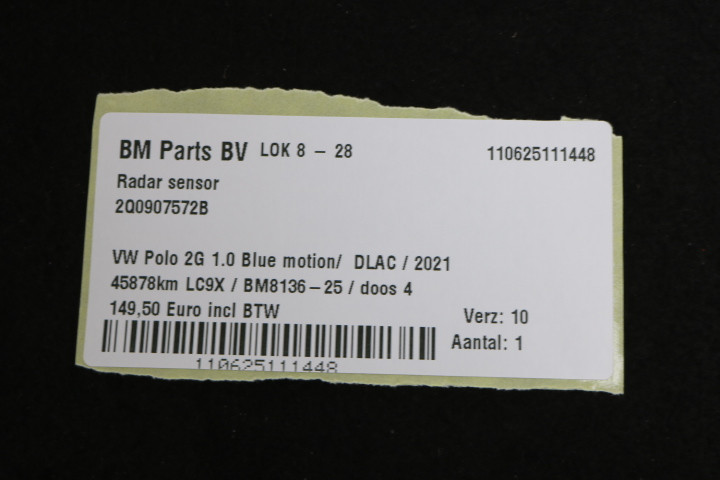 BM Parts BV LOK 8 – 28 110625111448
Radar sensor
2Q0907572B
VW Polo 2G 1.0 Blue motion/ DLAC / 2021
45878km LC9X / BM8136-25 / doos 4
149,50 Euro incl BTW Verz: 10
Aantal: 1
110625111448